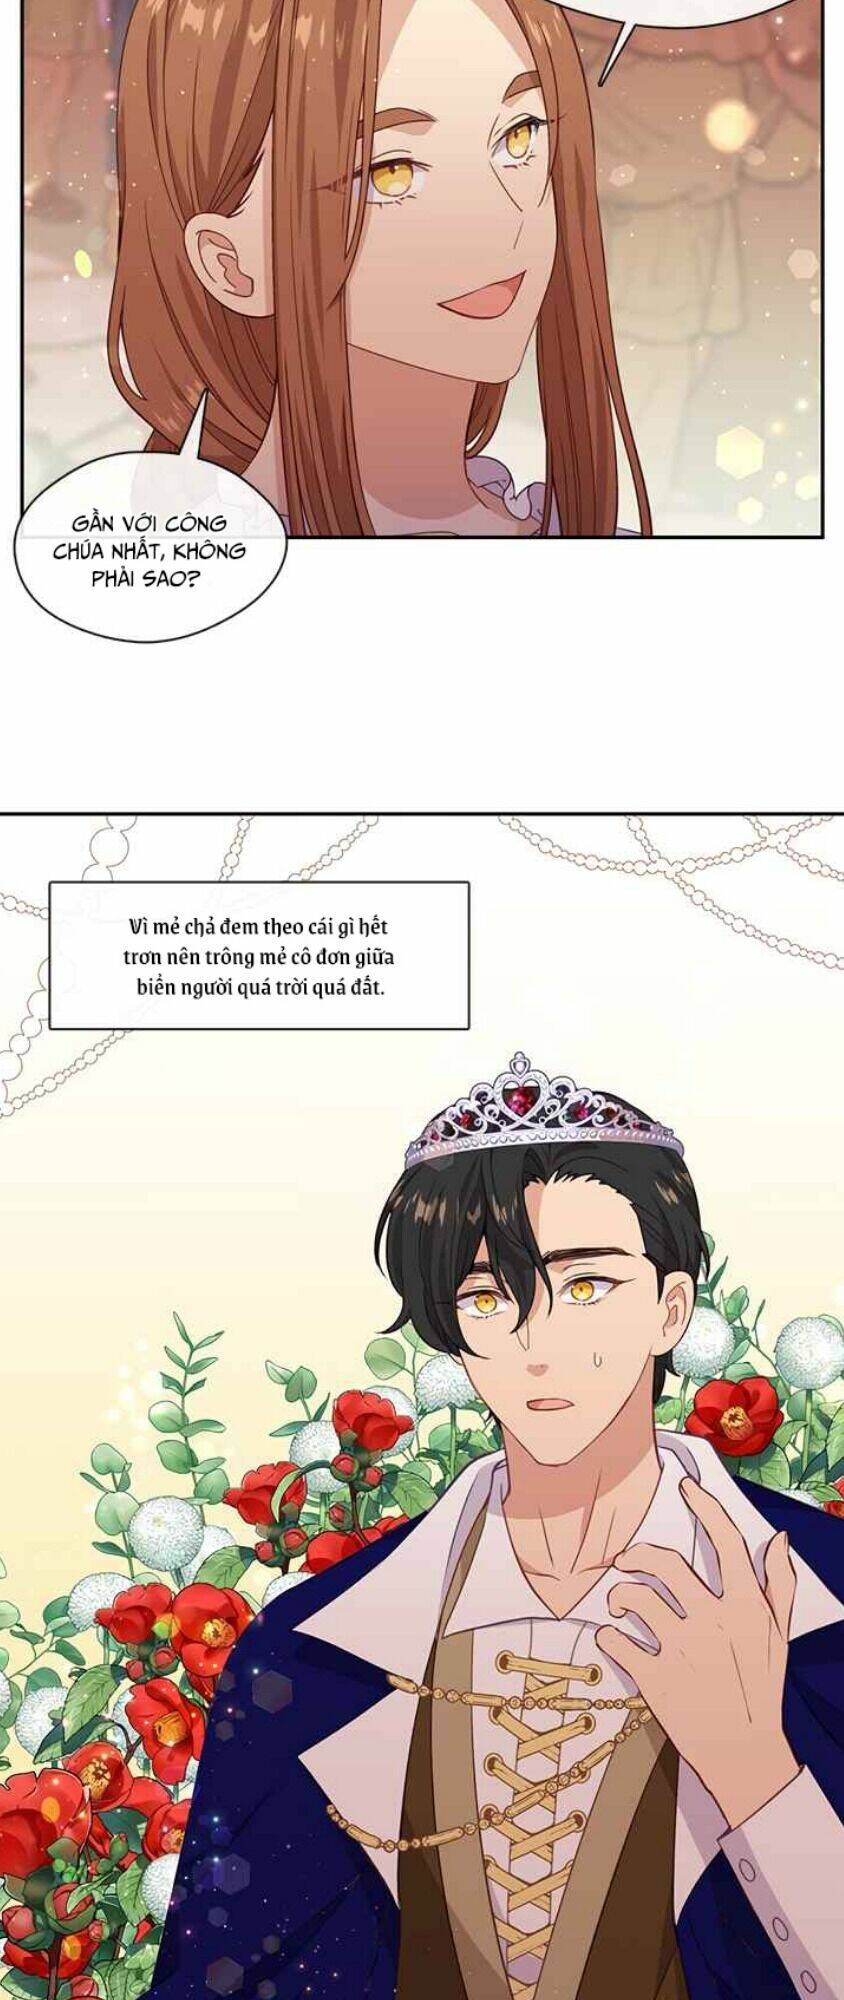 GẦN VỚI CÔNG
CHÚA NHẤT, KHÔNG
PHẢI SAO?
Vì mẻ chả đem theo cái gì hết
trơn nên trông mẻ cô đơn giữa
biển người quá trời quá đất.